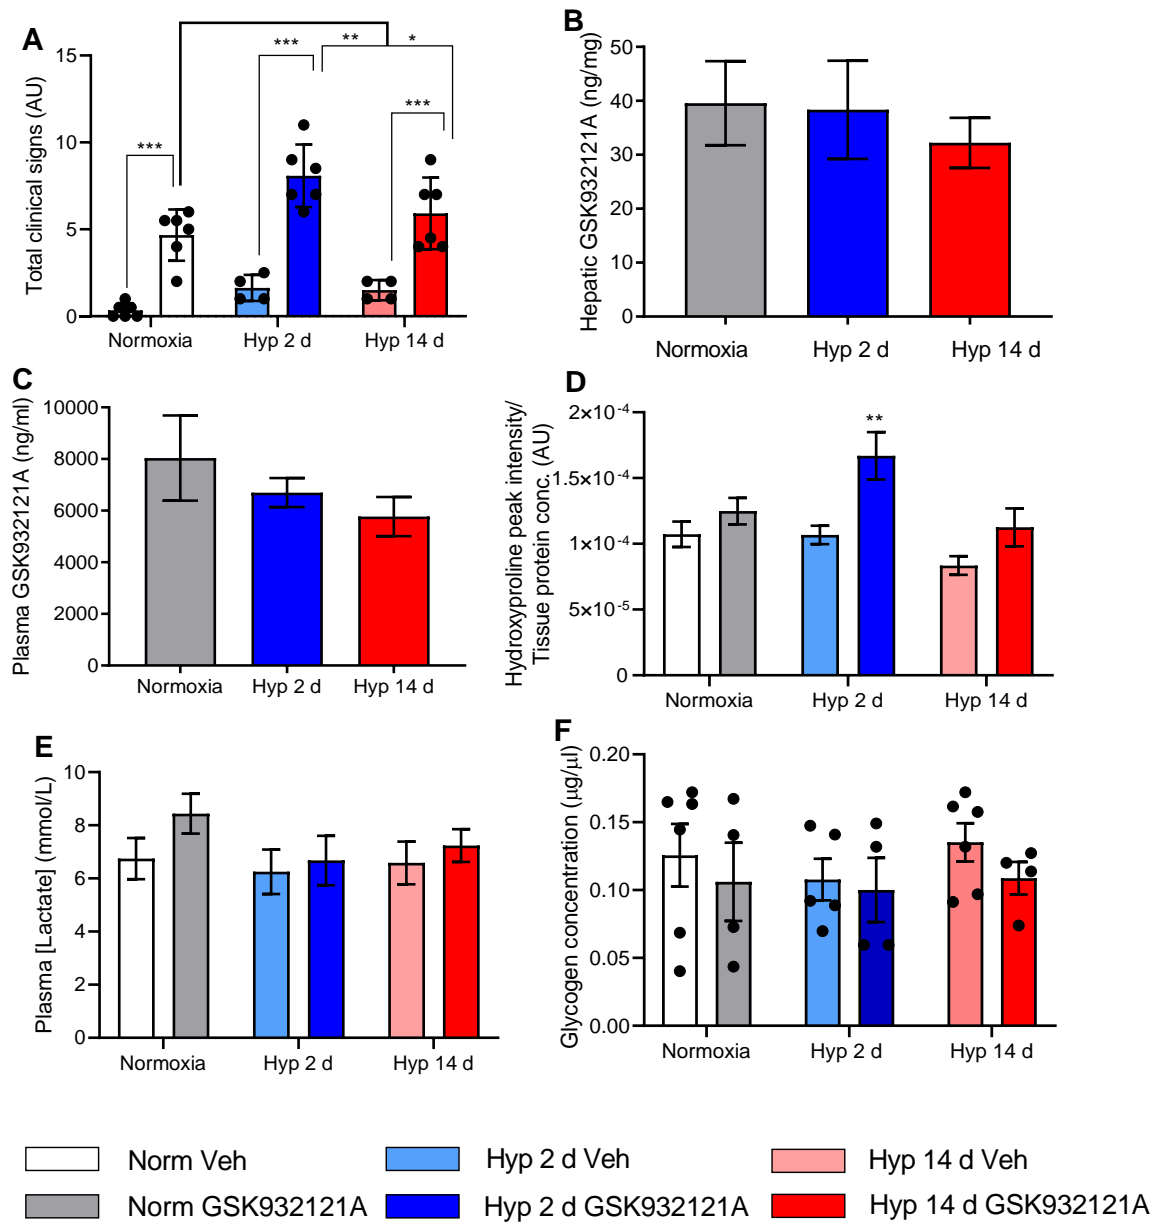 A
Total clinical signs (AU)
15
10
5
0
***
***
**
*
***
Normoxia
Hyp 2 d
Hyp 14 d
B
Hepatic GSK932121A (ng/mg)
50
40
30
20
10
0
Normoxia
Hyp 2 d
Hyp 14 d
C
Plasma GSK932121A (ng/ml)
10000
8000
6000
4000
2000
0
Normoxia
Hyp 2 d
Hyp 14 d
D
Hydroxyproline peak intensity/
Tissue protein conc. (AU)
2×10⁻⁴
1.5×10⁻⁴
1×10⁻⁴
5×10⁻⁵
0
**
Normoxia
Hyp 2 d
Hyp 14 d
E
Plasma [Lactate] (mmol/L)
10
8
6
4
2
0
Normoxia
Hyp 2 d
Hyp 14 d
F
Glycogen concentration (μg/μl)
0.20
0.15
0.10
0.05
0.00
Normoxia
Hyp 2 d
Hyp 14 d
Norm Veh
Hyp 2 d Veh
Hyp 14 d Veh
Norm GSK932121A
Hyp 2 d GSK932121A
Hyp 14 d GSK932121A